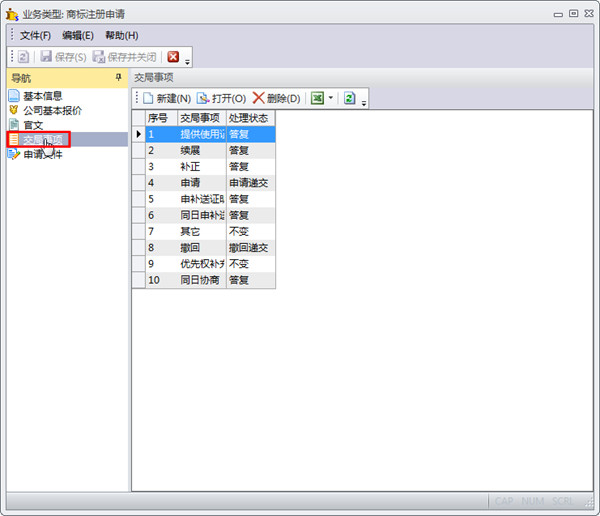 业务类型: 商标注册申请
文件(F) 编辑(E) 帮助(H)
保存(S) 保存并关闭
导航
基本信息
公司基本报价
官文
交局事项
申请文件
交局事项
新建(N) 打开(O) 删除(D)
序号 交局事项 处理状态
1 提供使用 答复
2 续展 答复
3 补正 答复
4 申请 申请递交
5 申补送证 答复
6 同日申补 答复
7 其它 不变
8 撤回 撤回递交
9 优先权补 不变
10 同日协商 答复
CAP NUM SCRL